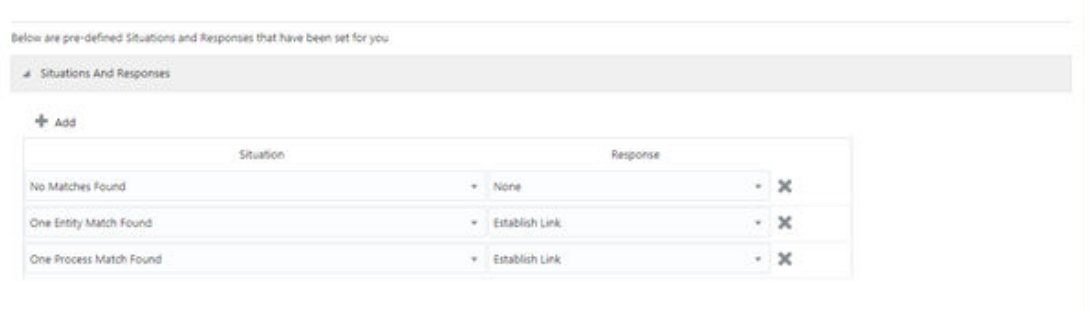 Below are pre-defined Situations and Responses that have been set for you
Situations And Responses
Add
Situation Response
No Matches Found None
One Entity Match Found Establish Link
One Process Match Found Establish Link